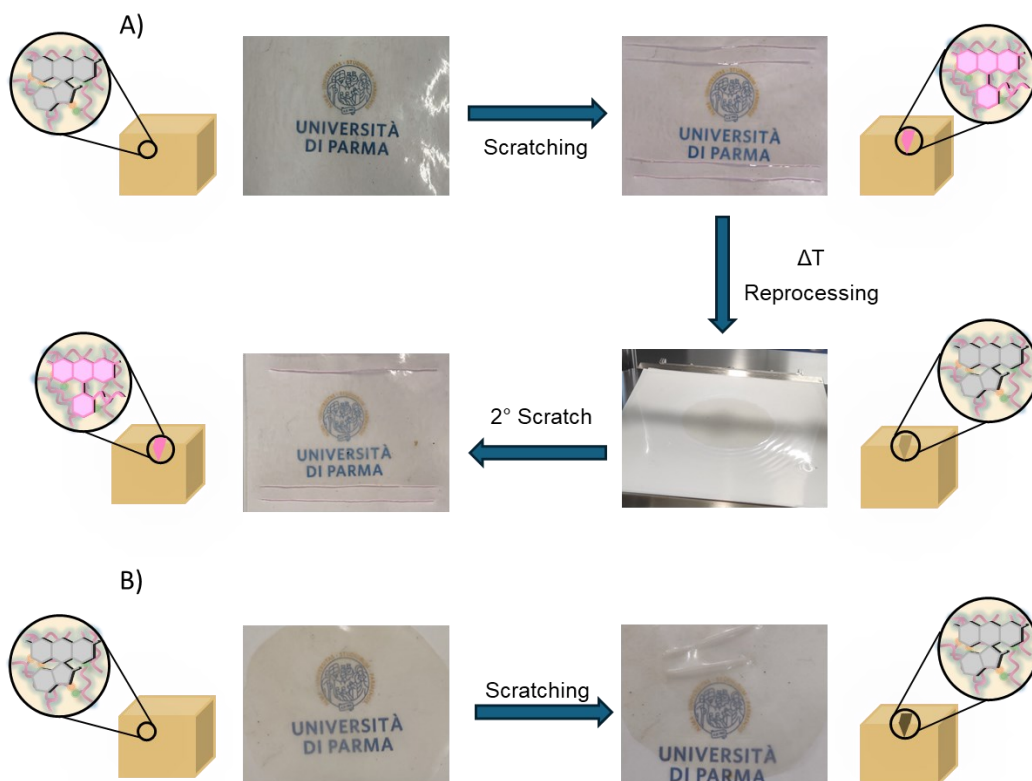 A)
UNIVERSITÀ
DI PARMA
Scratching
UNIVERSITÀ
DI PARMA
ΔT
Reprocessing
UNIVERSITÀ
DI PARMA
2° Scratch
B)
UNIVERSITÀ
DI PARMA
Scratching
UNIVERSITÀ
DI PARMA